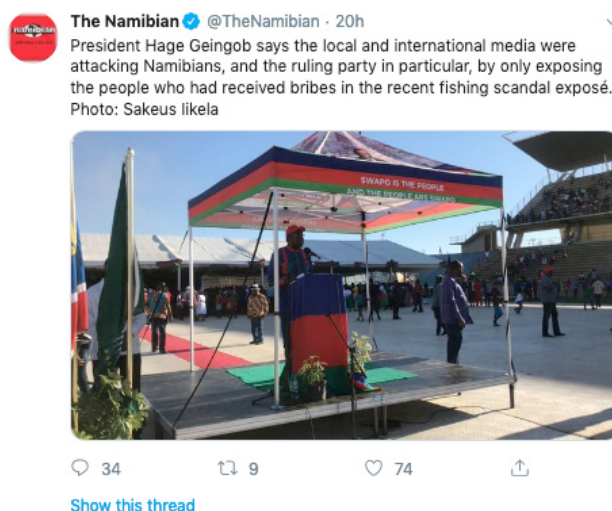 The Namibian @TheNamibian · 20h
President Hage Geingob says the local and international media were
attacking Namibians, and the ruling party in particular, by only exposing
the people who had received bribes in the recent fishing scandal exposé.
Photo: Sakeus Iikela
namibian
SWAPO IS THE PEOPLE
AND THE PEOPLE ARE SWAPO
34 9 74
Show this thread